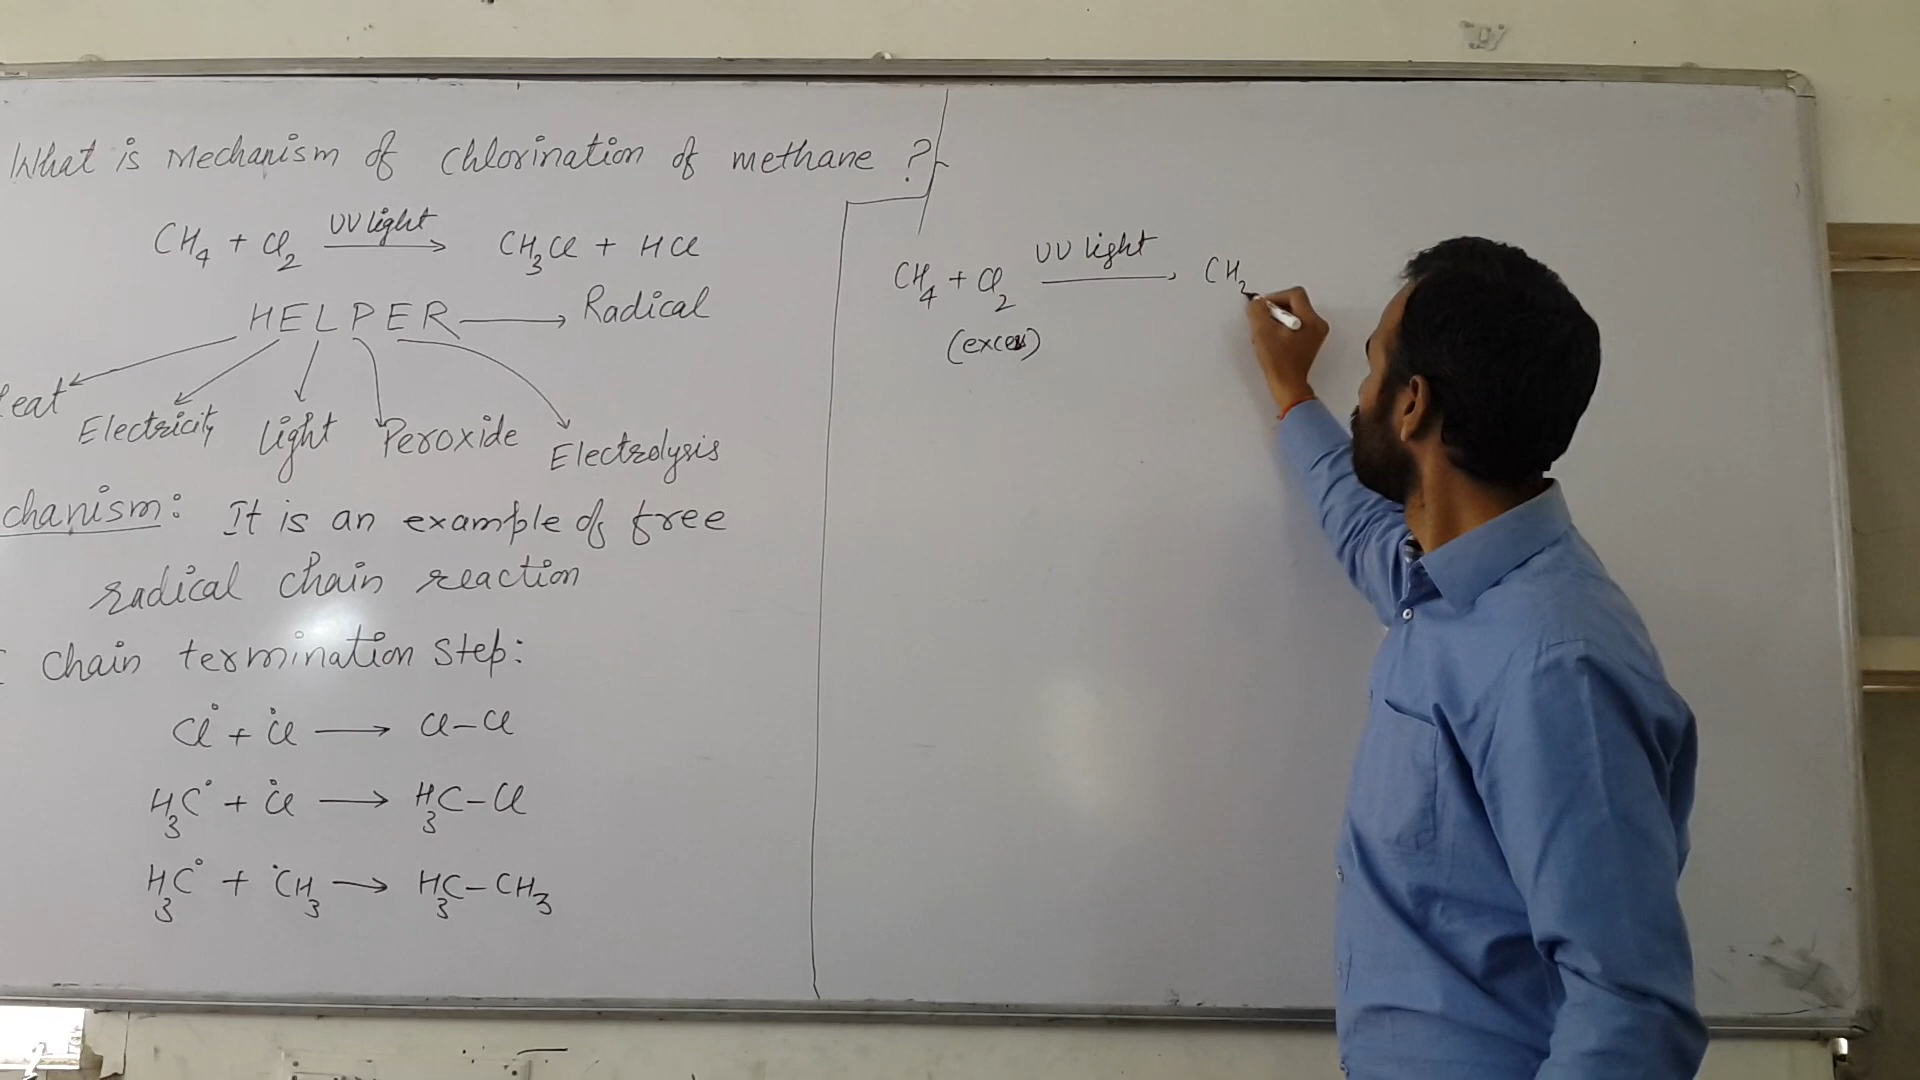 What is Mechanism of Chlorination of methane ?
UV light
CH4 + Cl2 → CH3Cl + HCl
HELPER → Radical
eat
Electricity light Peroxide Electrolysis
chanism: It is an example of free
radical chain reaction
Chain termination Step:
Cl° + °Cl → Cl-Cl
H3C° + °Cl → H3C-Cl
H3C° + °CH3 → H3C-CH3
UV light
CH4 + Cl2 → CH2
(excess)